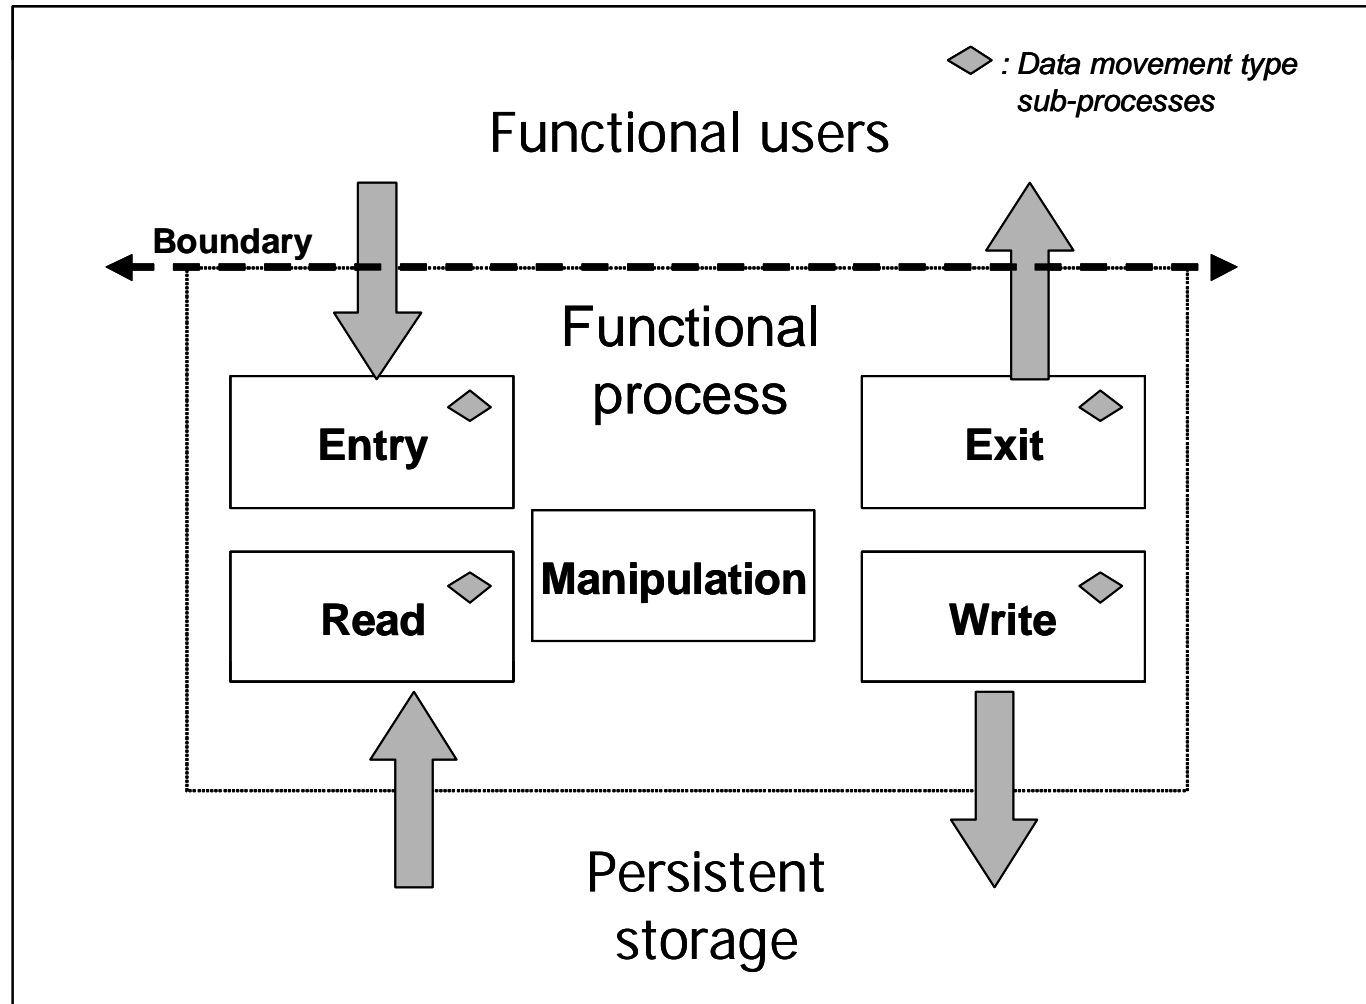 : Data movement type
sub-processes
Functional users
Boundary
Functional
process
Entry
Exit
Manipulation
Read
Write
Persistent
storage